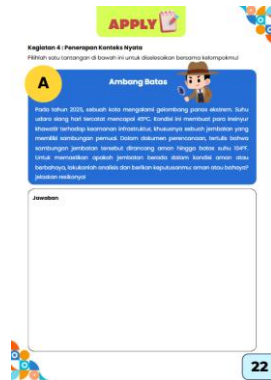 APPLY
Kegiatan 4 : Penerapan Konteks Nyata
Pilihlah satu tantangan di bawah ini untuk diselesaikan bersama kelompokmu!
A
Ambang Batas
Pada tahun 2025, sebuah kota mengalami gelombang panas ekstrem. Suhu
udara siang hari tercatat mencapai 45°C. Kondisi ini membuat para insinyur
khawatir terhadap keamanan infrastruktur, khususnya sebuah jembatan yang
memiliki sambungan pemuai. Dalam dokumen perencanaan, tertulis bahwa
sambungan jembatan tersebut dirancang aman hingga batas suhu 104°F.
Untuk memastikan apakah jembatan berada dalam kondisi aman atau
berbahaya, lakukanlah analisis dan berikan keputusanmu: aman atau bahaya?
jelaskan resikonya!
Jawaban
22